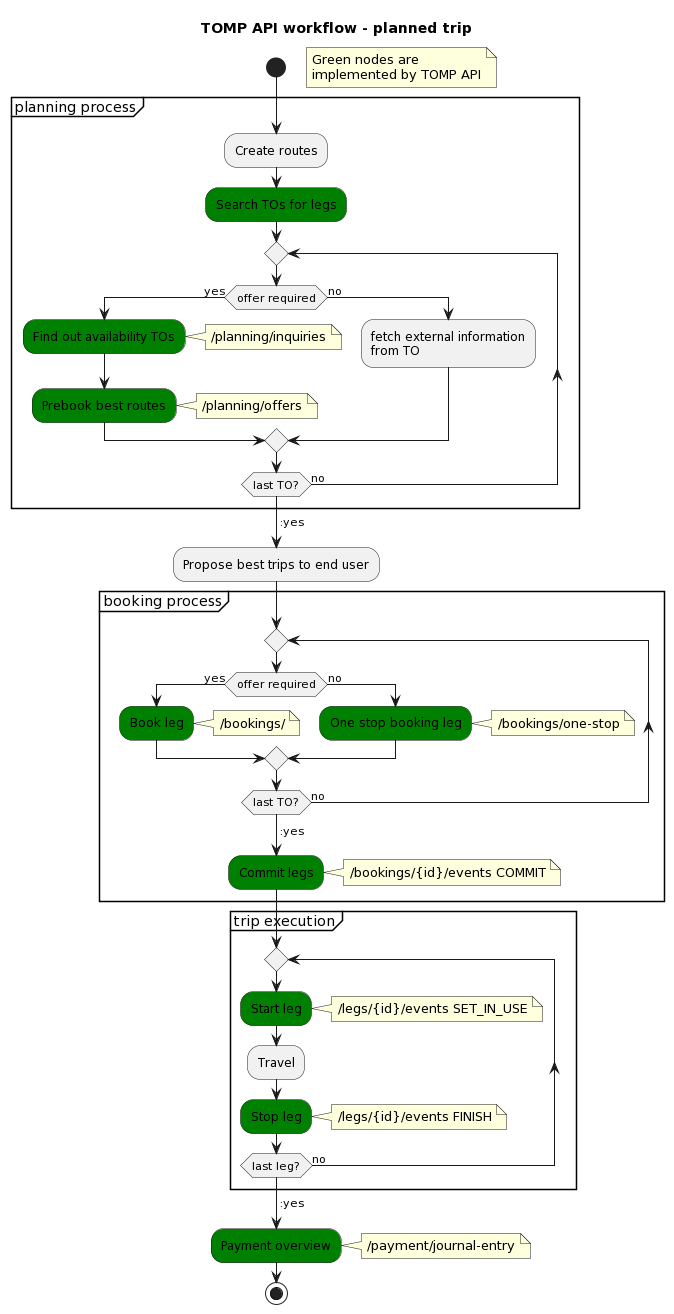 TOMP API workflow - planned trip
Green nodes are
implemented by TOMP API
planning process
Create routes
Search TOs for legs
yes
offer required
no
Find out availability TOs
/planning/inquiries
fetch external information
from TO
Prebook best routes
/planning/offers
last TO?
no
:yes
Propose best trips to end user
booking process
yes
offer required
no
Book leg
/bookings/
One stop booking leg
/bookings/one-stop
last TO?
no
:yes
Commit legs
/bookings/{id}/events COMMIT
trip execution
Start leg
/legs/{id}/events SET_IN_USE
Travel
Stop leg
/legs/{id}/events FINISH
last leg?
no
:yes
Payment overview
/payment/journal-entry